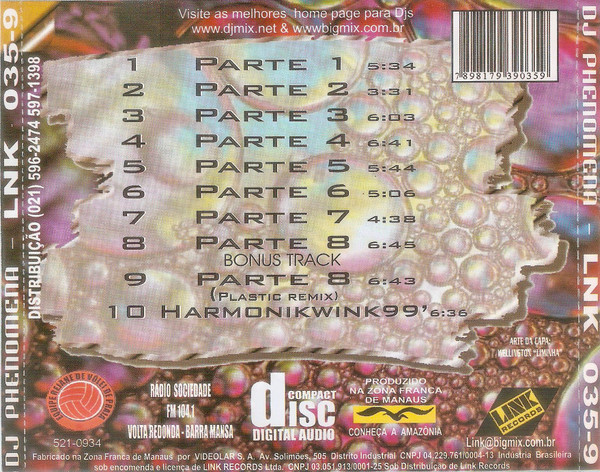 Visite as melhores home page para Djs
www.djmix.net & wwwbigmix.com.br
7 898179 390359
1 PARTE 1 5:34
2 PARTE 2 3:31
3 PARTE 3 6:03
4 PARTE 4 6:41
5 PARTE 5 5:44
6 PARTE 6 5:06
7 PARTE 7 4:38
8 PARTE 8 6:45
BONUS TRACK
9 PARTE 8 6:43
(PLASTIC REMIX)
10 HARMONIKWINK99' 6:36
DJ PHENOMENA - LNK 035-9
DISTRIBUIÇÃO (021) 596-2474 597-1398
DJ PHENOMENA - LNK 035-9
ARTE DA CAPA:
WELLINGTON "LIMINHA"
521-0934
RÁDIO SOCIEDADE
FM 104,1
VOLTA REDONDA - BARRA MANSA
COMPACT
disc
DIGITAL AUDIO
PRODUZIDO
NA ZONA FRANCA
DE MANAUS
CONHEÇA A AMAZÔNIA
LINK
RECORDS
Link@bigmix.com.br
Fabricado na Zona Franca de Manaus por VIDEOLAR S. A. Av. Solimões, 505 Distrito Industrial CNPJ 04.229.761/0004-13 Indústria Brasileira
sob encomenda e licença de LINK RECORDS Ltda. CNPJ 03.051.913/0001-25 Sob Distribuição de Link Records